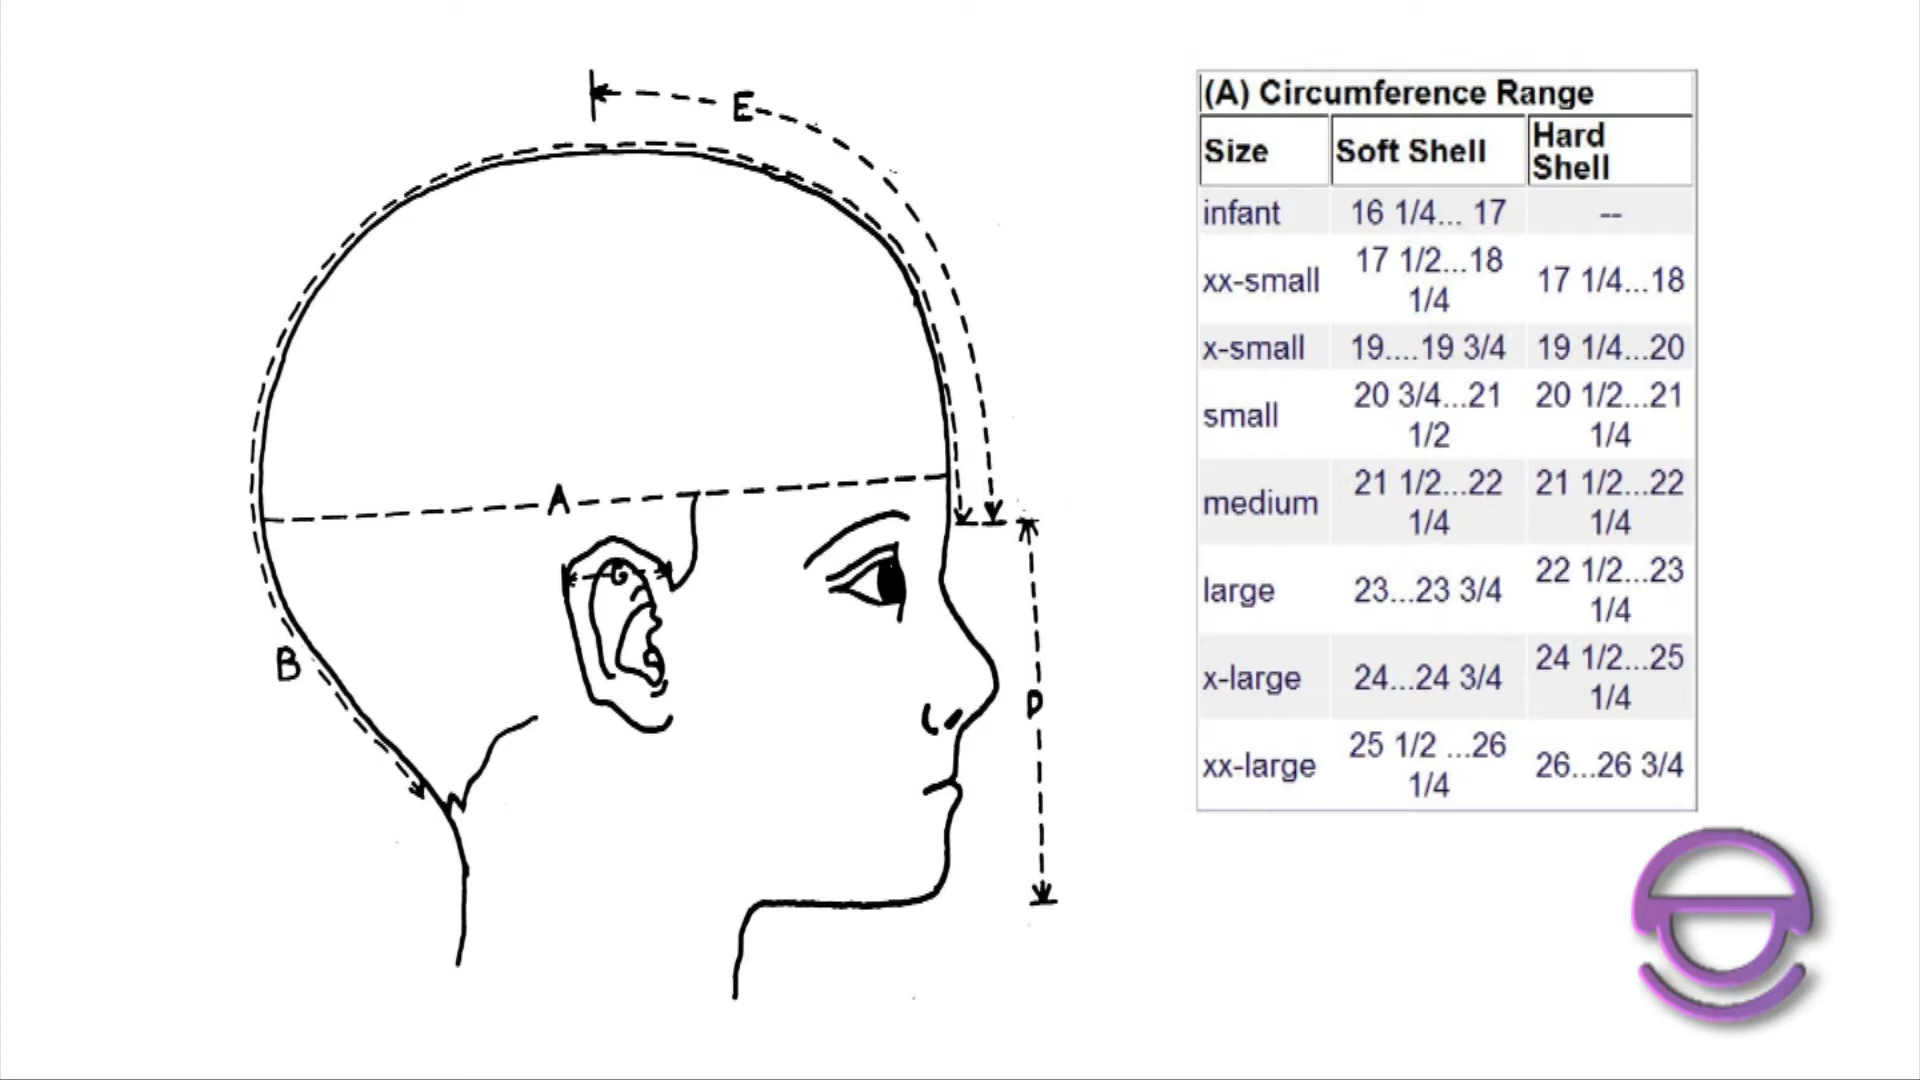 E
A
G
B
D
(A) Circumference Range
Size Soft Shell Hard Shell
infant 16 1/4... 17 --
xx-small 17 1/2...18 1/4 17 1/4...18
x-small 19....19 3/4 19 1/4...20
small 20 3/4...21 1/2 20 1/2...21 1/4
medium 21 1/2...22 1/4 21 1/2...22 1/4
large 23...23 3/4 22 1/2...23 1/4
x-large 24...24 3/4 24 1/2...25 1/4
xx-large 25 1/2 ...26 1/4 26...26 3/4